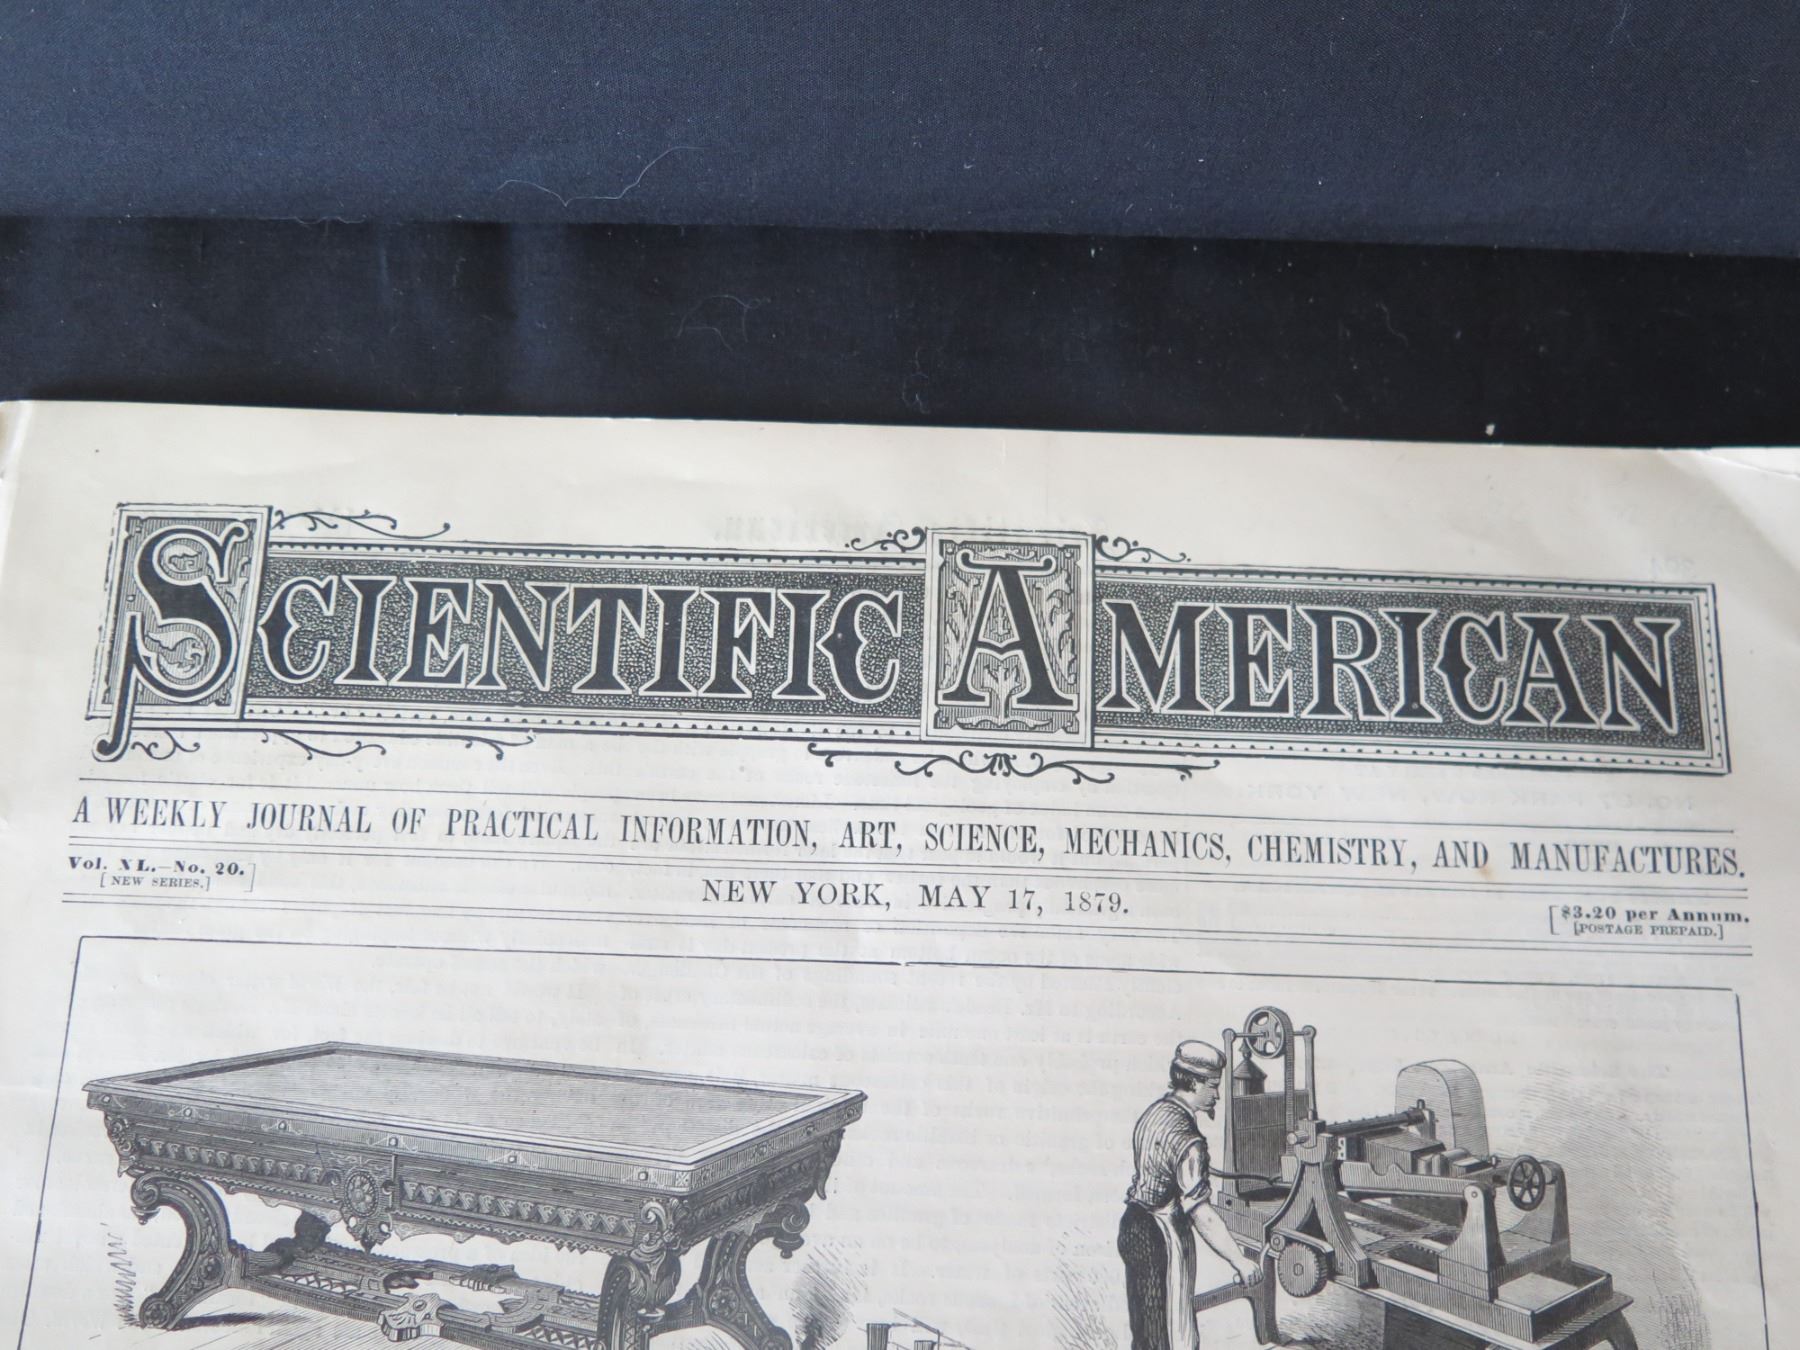 SCIENTIFIC AMERICAN
A WEEKLY JOURNAL OF PRACTICAL INFORMATION, ART, SCIENCE, MECHANICS, CHEMISTRY, AND MANUFACTURES.
Vol. XL.—No. 20.
[NEW SERIES.]
NEW YORK, MAY 17, 1879.
[$3.20 per Annum.
[POSTAGE PREPAID.]